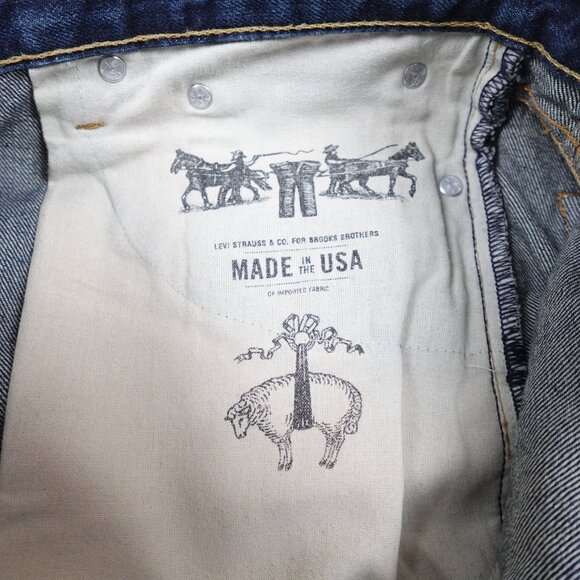 LEVI STRAUSS & CO. FOR BROOKS BROTHERS
MADE IN THE USA
OF IMPORTED FABRIC